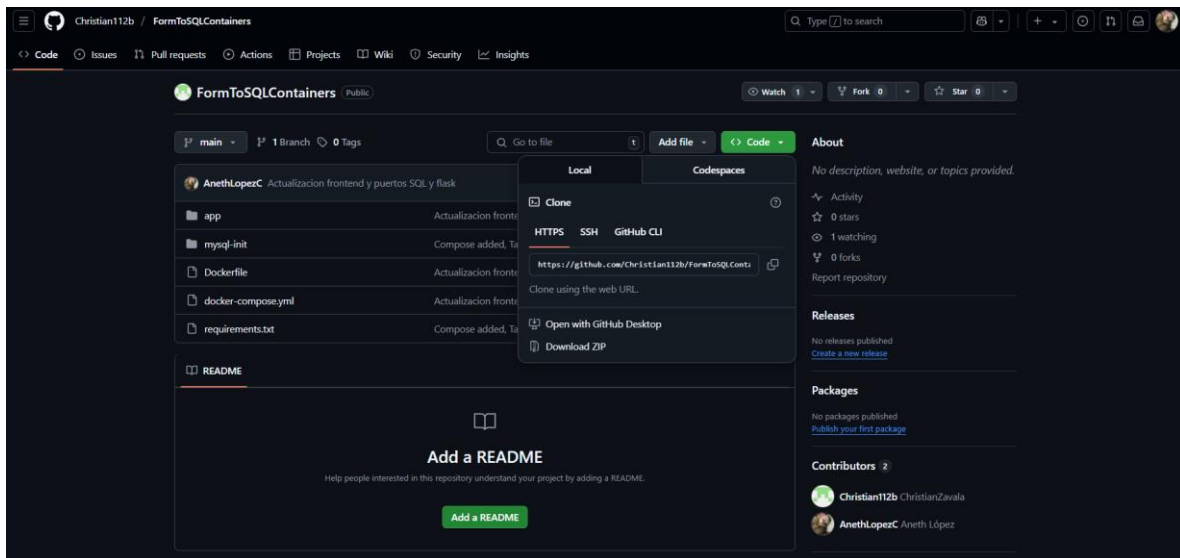 Christian112b / FormToSQLContainers
Type / to search
Code Issues Pull requests Actions Projects Wiki Security Insights
FormToSQLContainers Public
Watch 1 Fork 0 Star 0
main 1 Branch 0 Tags
Go to file t
Add file
Code
About
No description, website, or topics provided.
Activity
0 stars
1 watching
0 forks
Report repository
AnethLopezC Actualizacion frontend y puertos SQL y flask
app Actualizacion fronte
mysql-init Compose added, Ta
Dockerfile Actualizacion fronte
docker-compose.yml Actualizacion fronte
requirements.txt Compose added, Ta
Local Codespaces
Clone
HTTPS SSH GitHub CLI
https://github.com/Christian112b/FormToSQLConta
Clone using the web URL.
Open with GitHub Desktop
Download ZIP
Releases
No releases published
Create a new release
README
Add a README
Help people interested in this repository understand your project by adding a README.
Add a README
Packages
No packages published
Publish your first package
Contributors 2
Christian112b ChristianZavala
AnethLopezC Aneth López